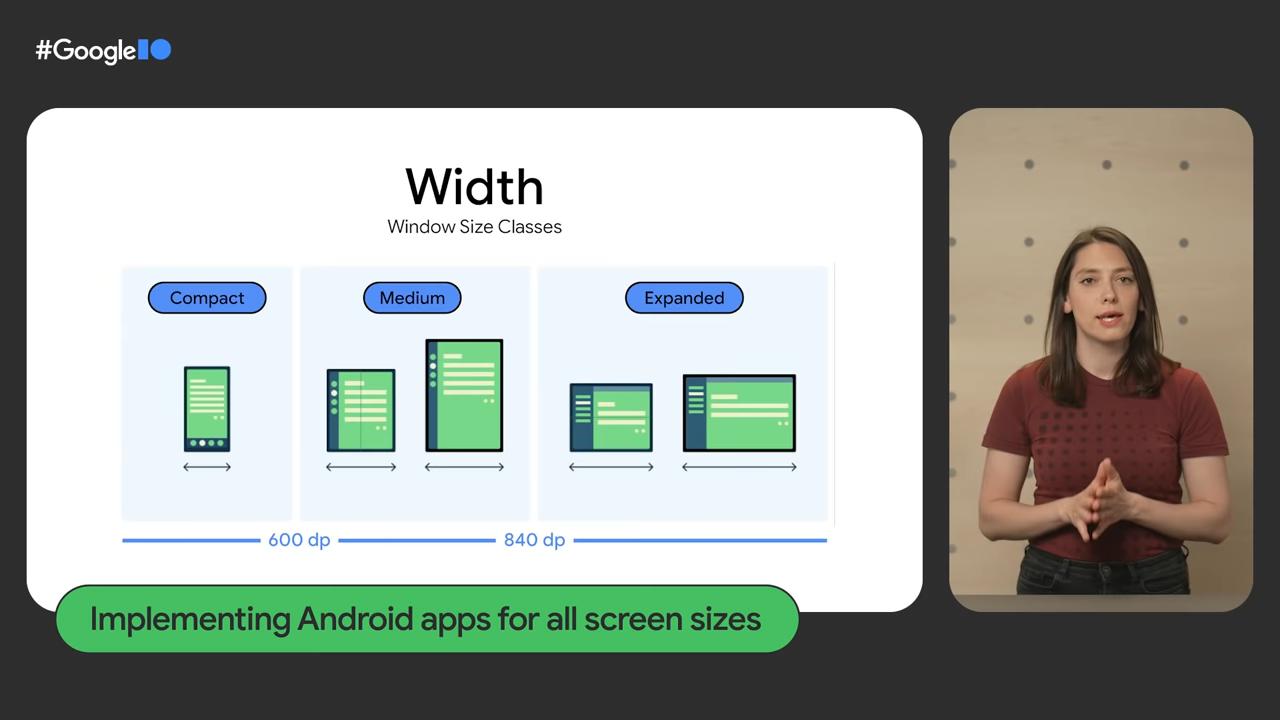 #GoogleIO
Width
Window Size Classes
Compact
Medium
Expanded
600 dp
840 dp
Implementing Android apps for all screen sizes